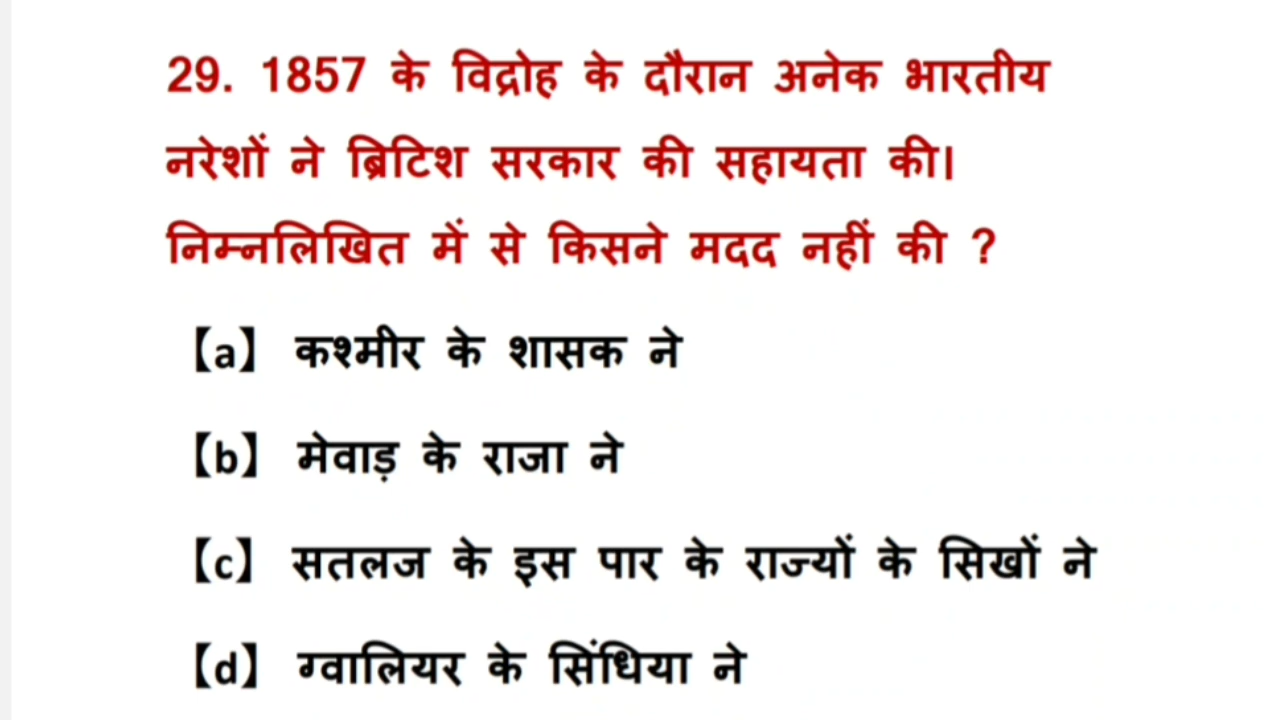 29. 1857 के विद्रोह के दौरान अनेक भारतीय
नरेशों ने ब्रिटिश सरकार की सहायता की।
निम्नलिखित में से किसने मदद नहीं की ?
【a】 कश्मीर के शासक ने
【b】 मेवाड़ के राजा ने
【c】 सतलज के इस पार के राज्यों के सिखों ने
【d】 ग्वालियर के सिंधिया ने